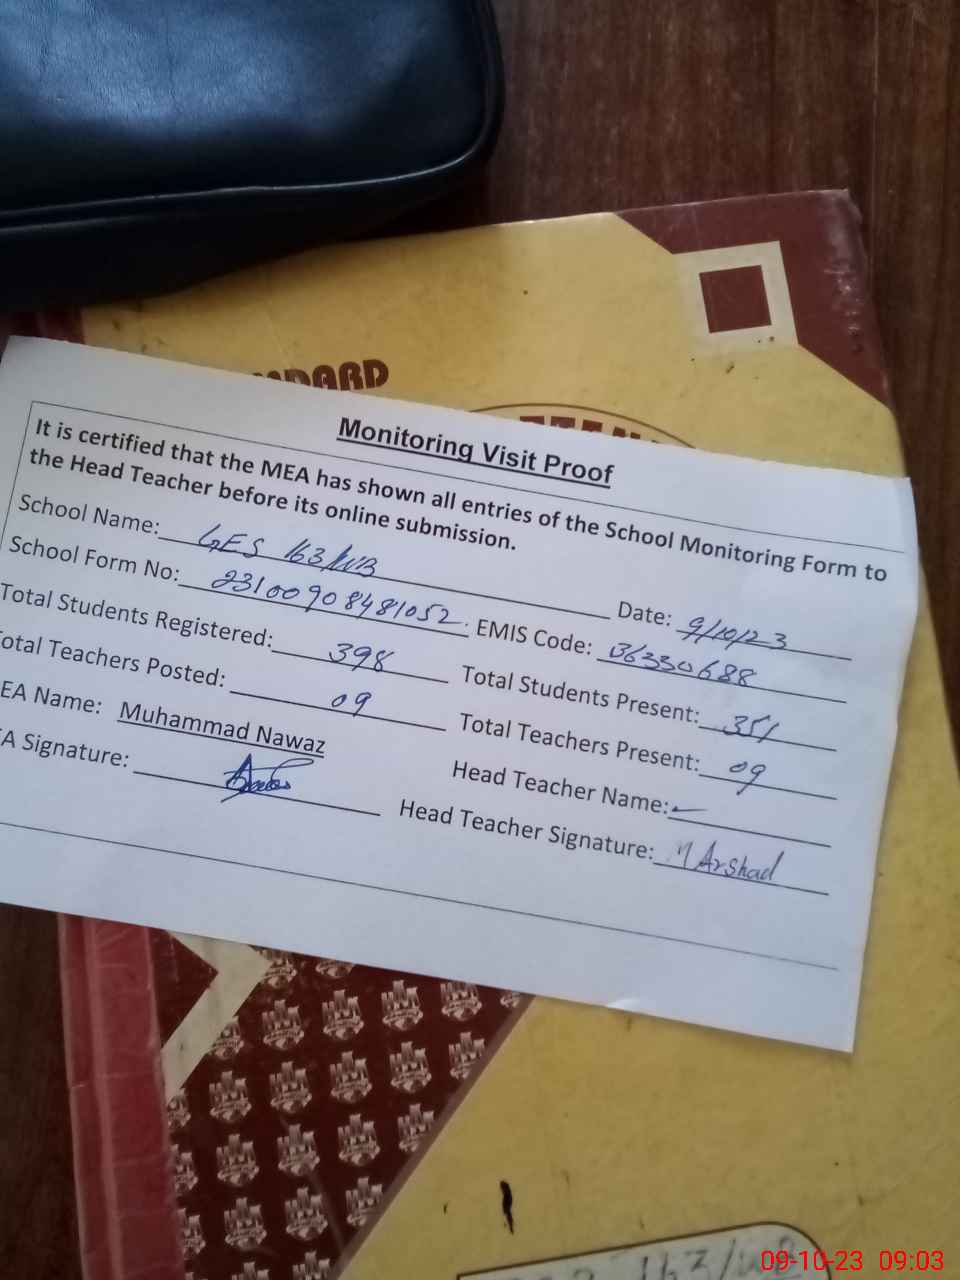 NDARD
Monitoring Visit Proof
It is certified that the MEA has shown all entries of the School Monitoring Form to
the Head Teacher before its online submission.
School Name: GES 163/WB Date: 9/10/23
School Form No: 23100908481052. EMIS Code: 36330688
Total Students Registered: 398 Total Students Present: 351
otal Teachers Posted: 09 Total Teachers Present: 09
EA Name: Muhammad Nawaz Head Teacher Name:
A Signature: Head Teacher Signature: M Arshad
163/WB
09-10-23 09:03